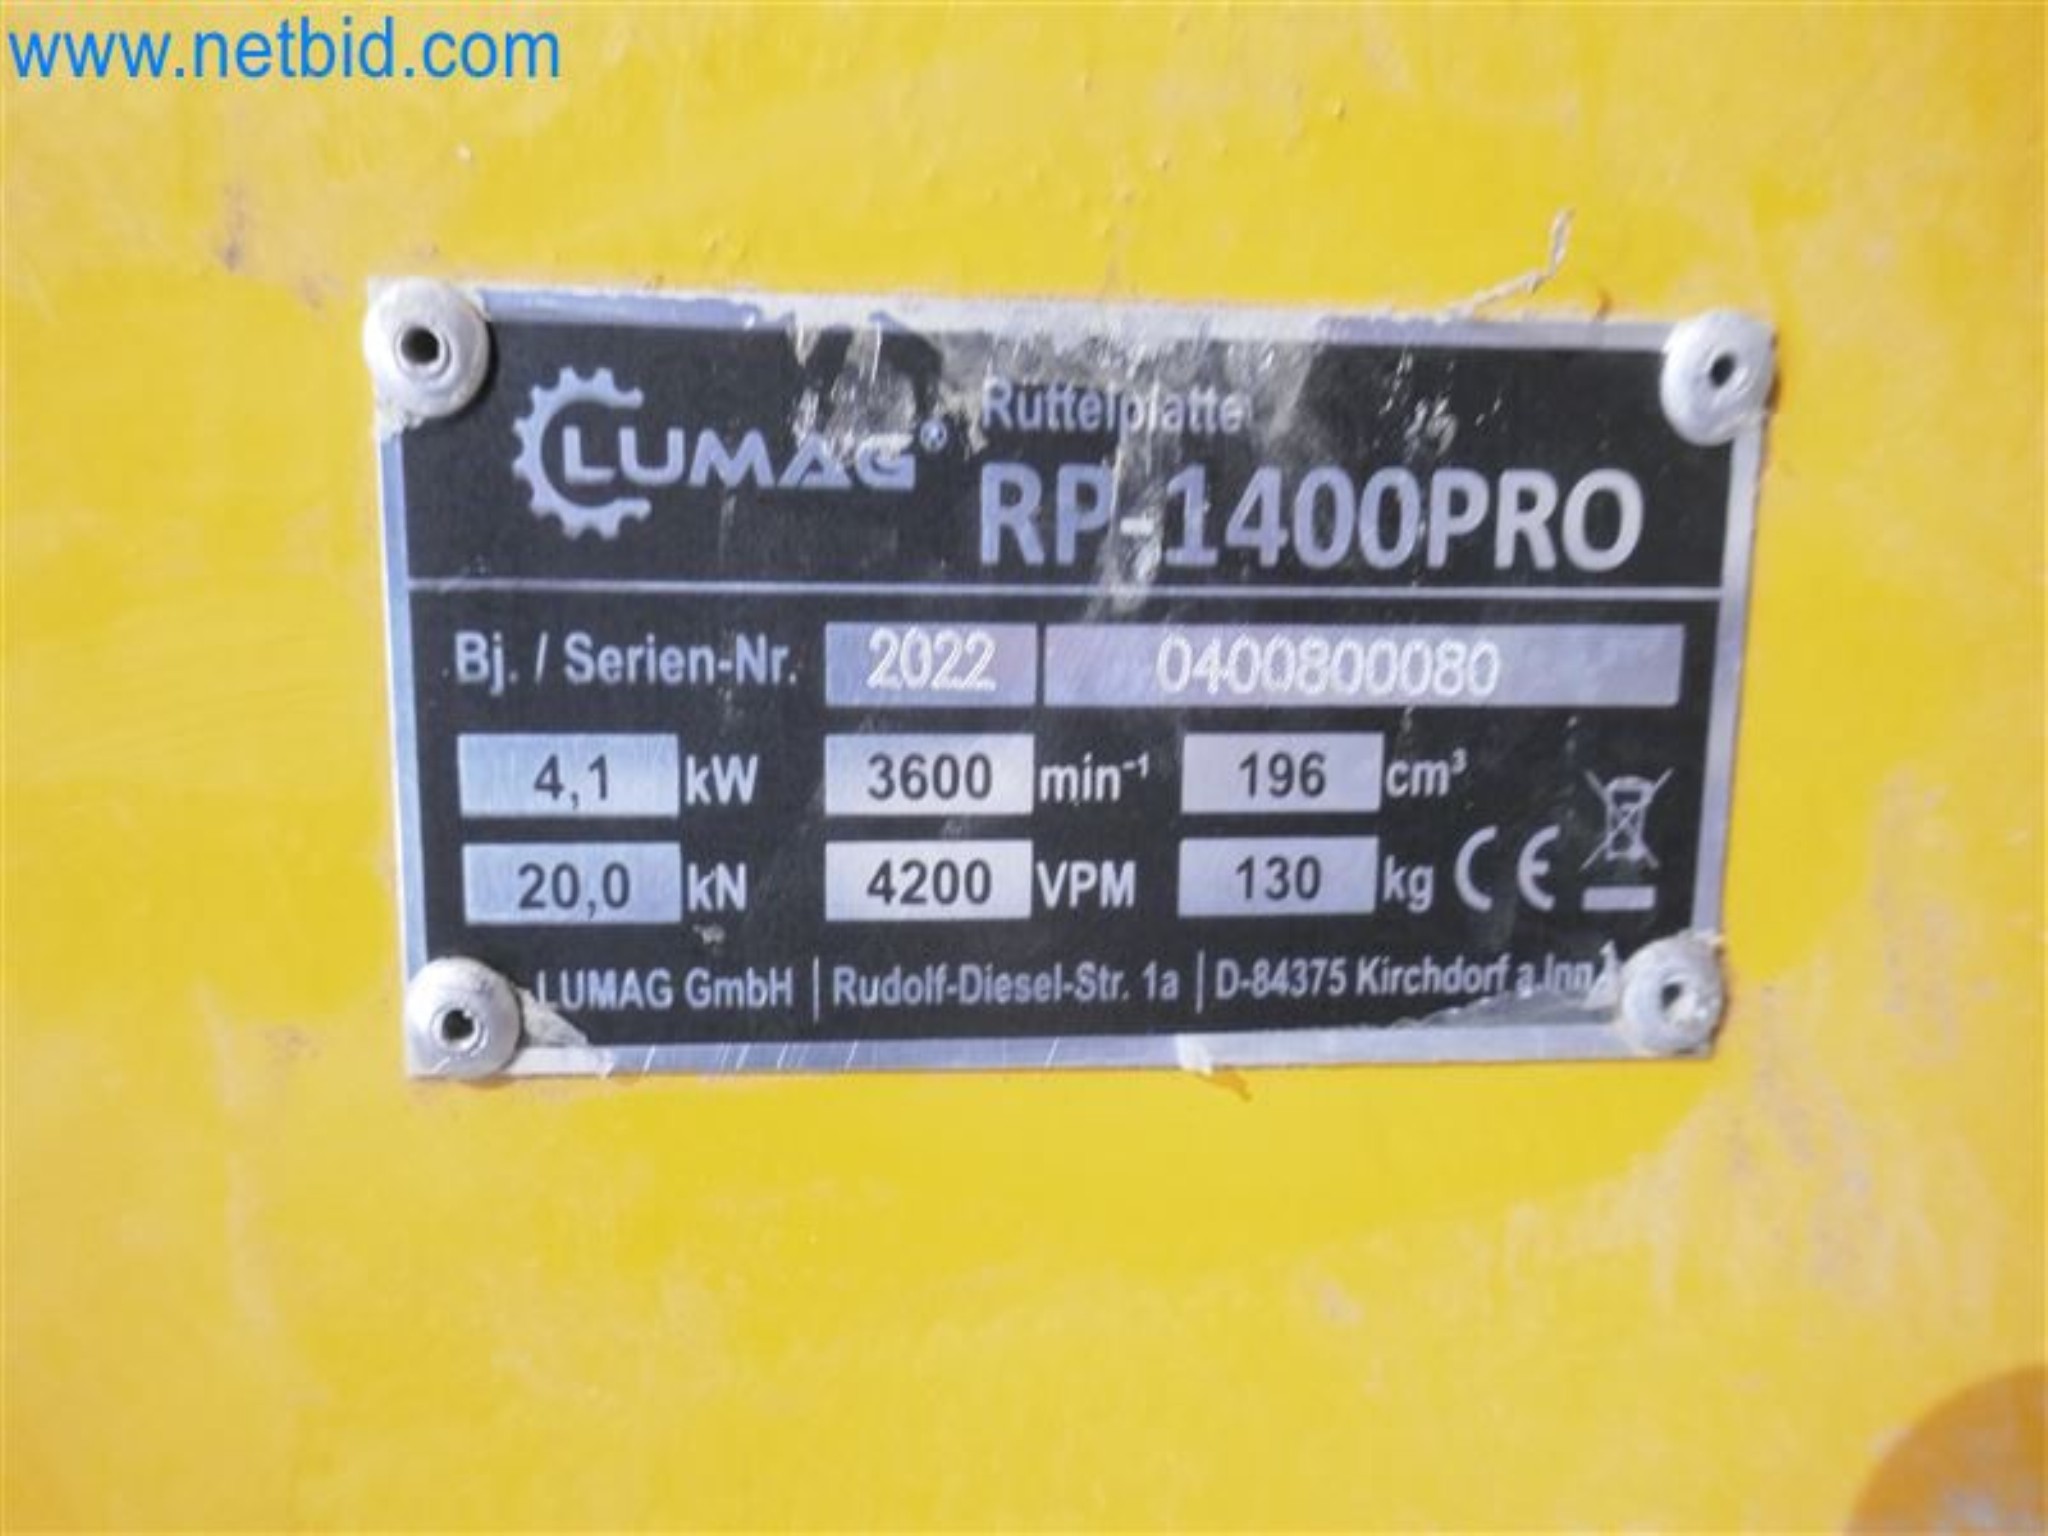 www.netbid.com
LUMAG®
Rüttelplatte
RP-1400PRO
Bj. / Serien-Nr. 2022 0400800080
4,1 kW 3600 min⁻¹ 196 cm³
20,0 kN 4200 VPM 130 kg CE
LUMAG GmbH | Rudolf-Diesel-Str. 1a | D-84375 Kirchdorf a.Inn